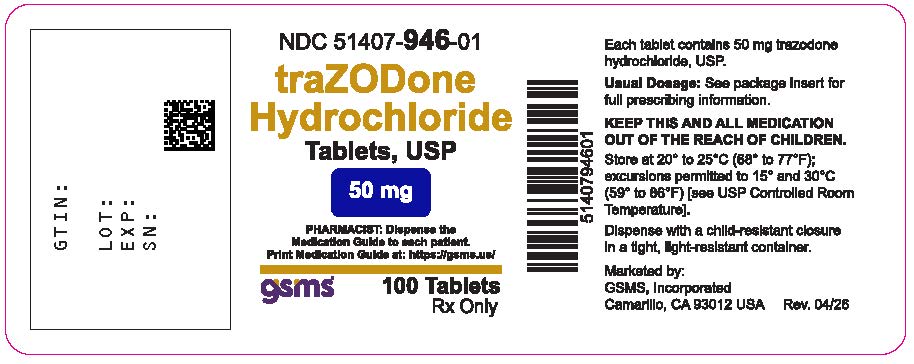 GTIN:
LOT:
EXP:
SN:
NDC 51407-946-01
traZODone
Hydrochloride
Tablets, USP
50 mg
PHARMACIST: Dispense the
Medication Guide to each patient.
Print Medication Guide at: https://gsms.us/
gsms
100 Tablets
Rx Only
5140794601
Each tablet contains 50 mg trazodone
hydrochloride, USP.
Usual Dosage: See package insert for
full prescribing information.
KEEP THIS AND ALL MEDICATION
OUT OF THE REACH OF CHILDREN.
Store at 20° to 25°C (68° to 77°F);
excursions permitted to 15° and 30°C
(59° to 86°F) [see USP Controlled Room
Temperature].
Dispense with a child-resistant closure
in a tight, light-resistant container.
Marketed by:
GSMS, Incorporated
Camarillo, CA 93012 USA Rev. 04/26